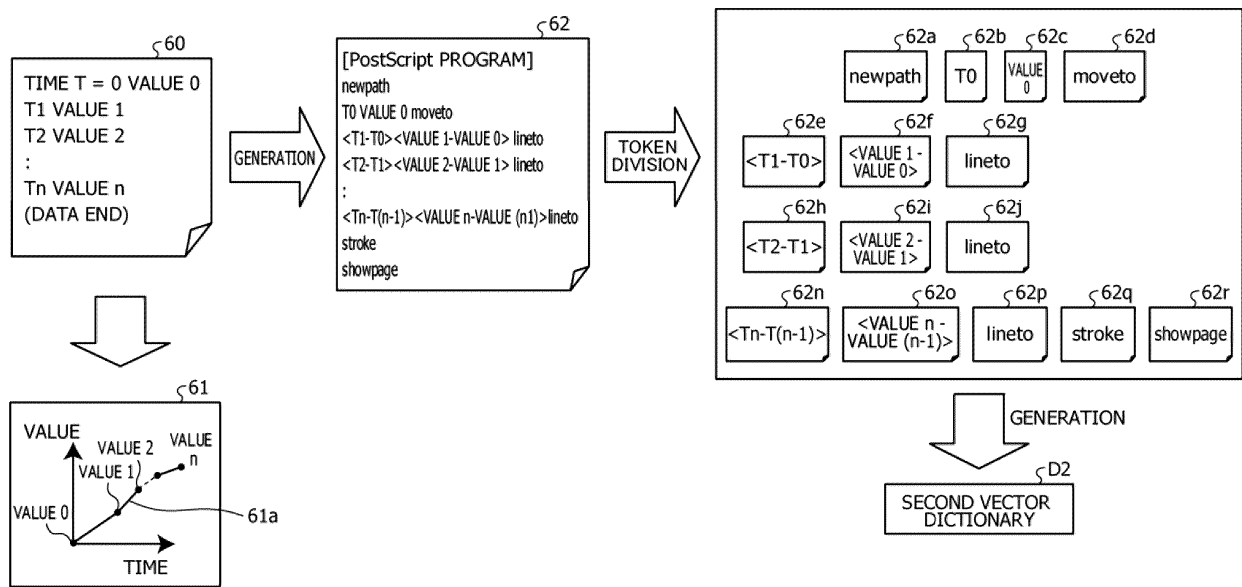 60
TIME T = 0 VALUE 0
T1 VALUE 1
T2 VALUE 2
:
Tn VALUE n
(DATA END)
GENERATION
62
[PostScript PROGRAM]
newpath
T0 VALUE 0 moveto
<T1-T0><VALUE 1-VALUE 0> lineto
<T2-T1><VALUE 2-VALUE 1> lineto
:
<Tn-T(n-1)><VALUE n-VALUE (n1)>lineto
stroke
showpage
TOKEN
DIVISION
62a 62b 62c 62d
newpath T0 VALUE 0 moveto
62e 62f 62g
<T1-T0> <VALUE 1 - VALUE 0> lineto
62h 62i 62j
<T2-T1> <VALUE 2 - VALUE 1> lineto
62n 62o 62p 62q 62r
<Tn-T(n-1)> <VALUE n - VALUE (n-1)> lineto stroke showpage
GENERATION
D2
SECOND VECTOR
DICTIONARY
61
VALUE
VALUE 2
VALUE
n
VALUE 1
VALUE 0
61a
TIME